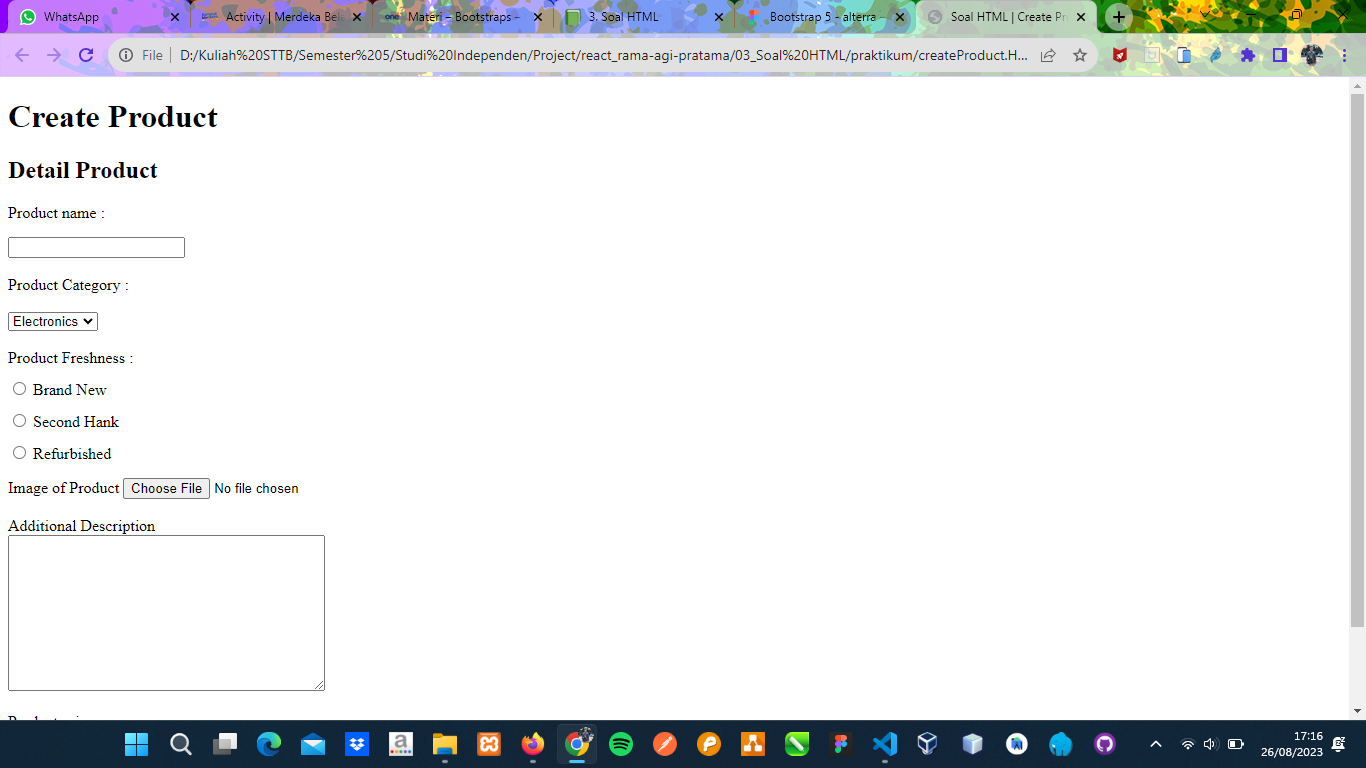 WhatsApp
Activity | Merdeka Bela
Materi – Bootstraps –
3. Soal HTML
Bootstrap 5 - alterra –
Soal HTML | Create Pr
File
D:/Kuliah%20STTB/Semester%205/Studi%20Independen/Project/react_rama-agi-pratama/03_Soal%20HTML/praktikum/createProduct.H...
Create Product
Detail Product
Product name :
Product Category :
Electronics
Product Freshness :
Brand New
Second Hank
Refurbished
Image of Product Choose File No file chosen
Additional Description
17:16
26/08/2023